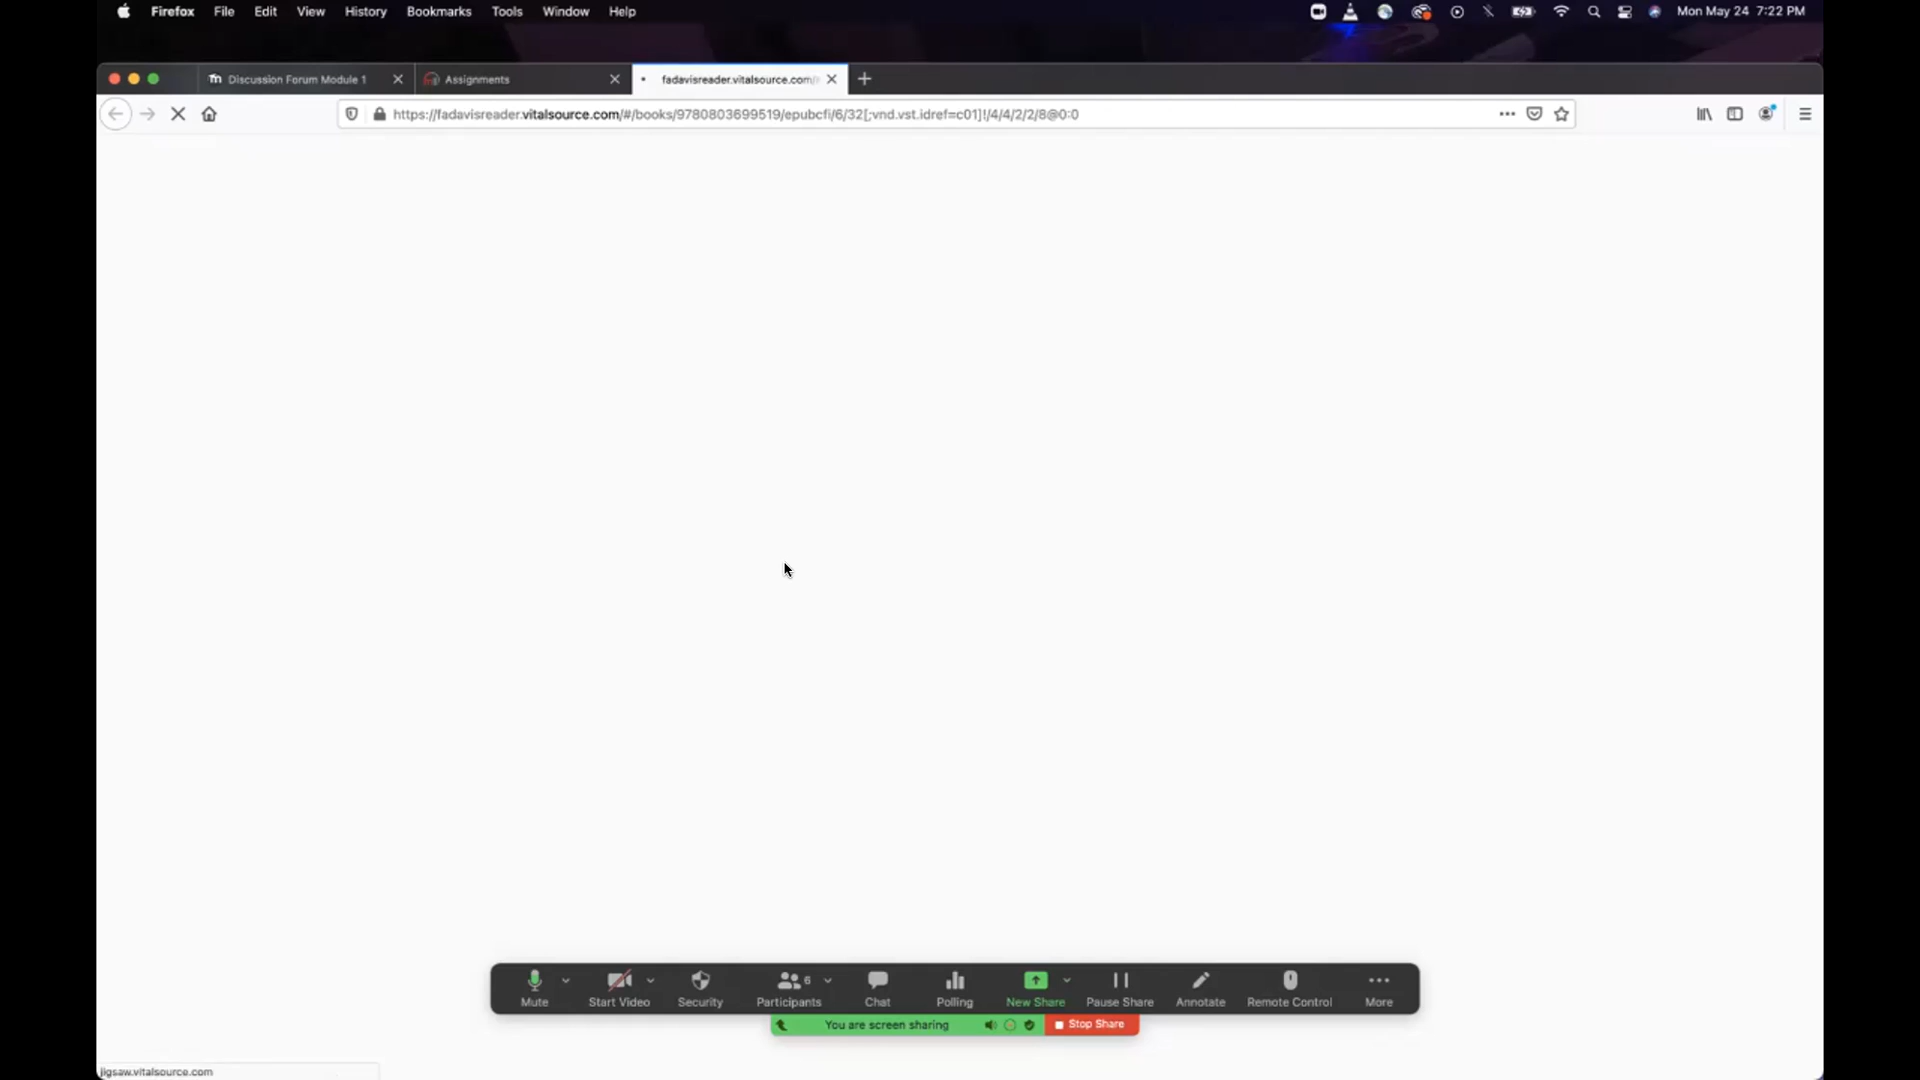 Firefox File Edit View History Bookmarks Tools Window Help Mon May 24 7:22 PM
Discussion Forum Module 1 Assignments fadavisreader.vitalsource.com/
https://fadavisreader.vitalsource.com/#/books/9780803699519/epubcfi/6/32[;vnd.vst.idref=c01]!/4/4/2/2/8@0:0
6
Mute Start Video Security Participants Chat Polling New Share Pause Share Annotate Remote Control More
You are screen sharing Stop Share
jigsaw.vitalsource.com